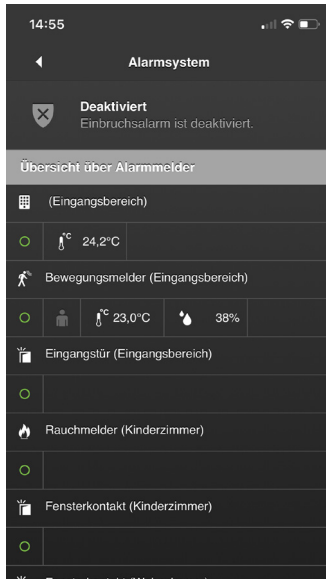 14:55
Alarmsystem
Deaktiviert
Einbruchsalarm ist deaktiviert.
Übersicht über Alarmmelder
(Eingangsbereich)
°C 24,2°C
Bewegungsmelder (Eingangsbereich)
°C 23,0°C 38%
Eingangstür (Eingangsbereich)
Rauchmelder (Kinderzimmer)
Fensterkontakt (Kinderzimmer)